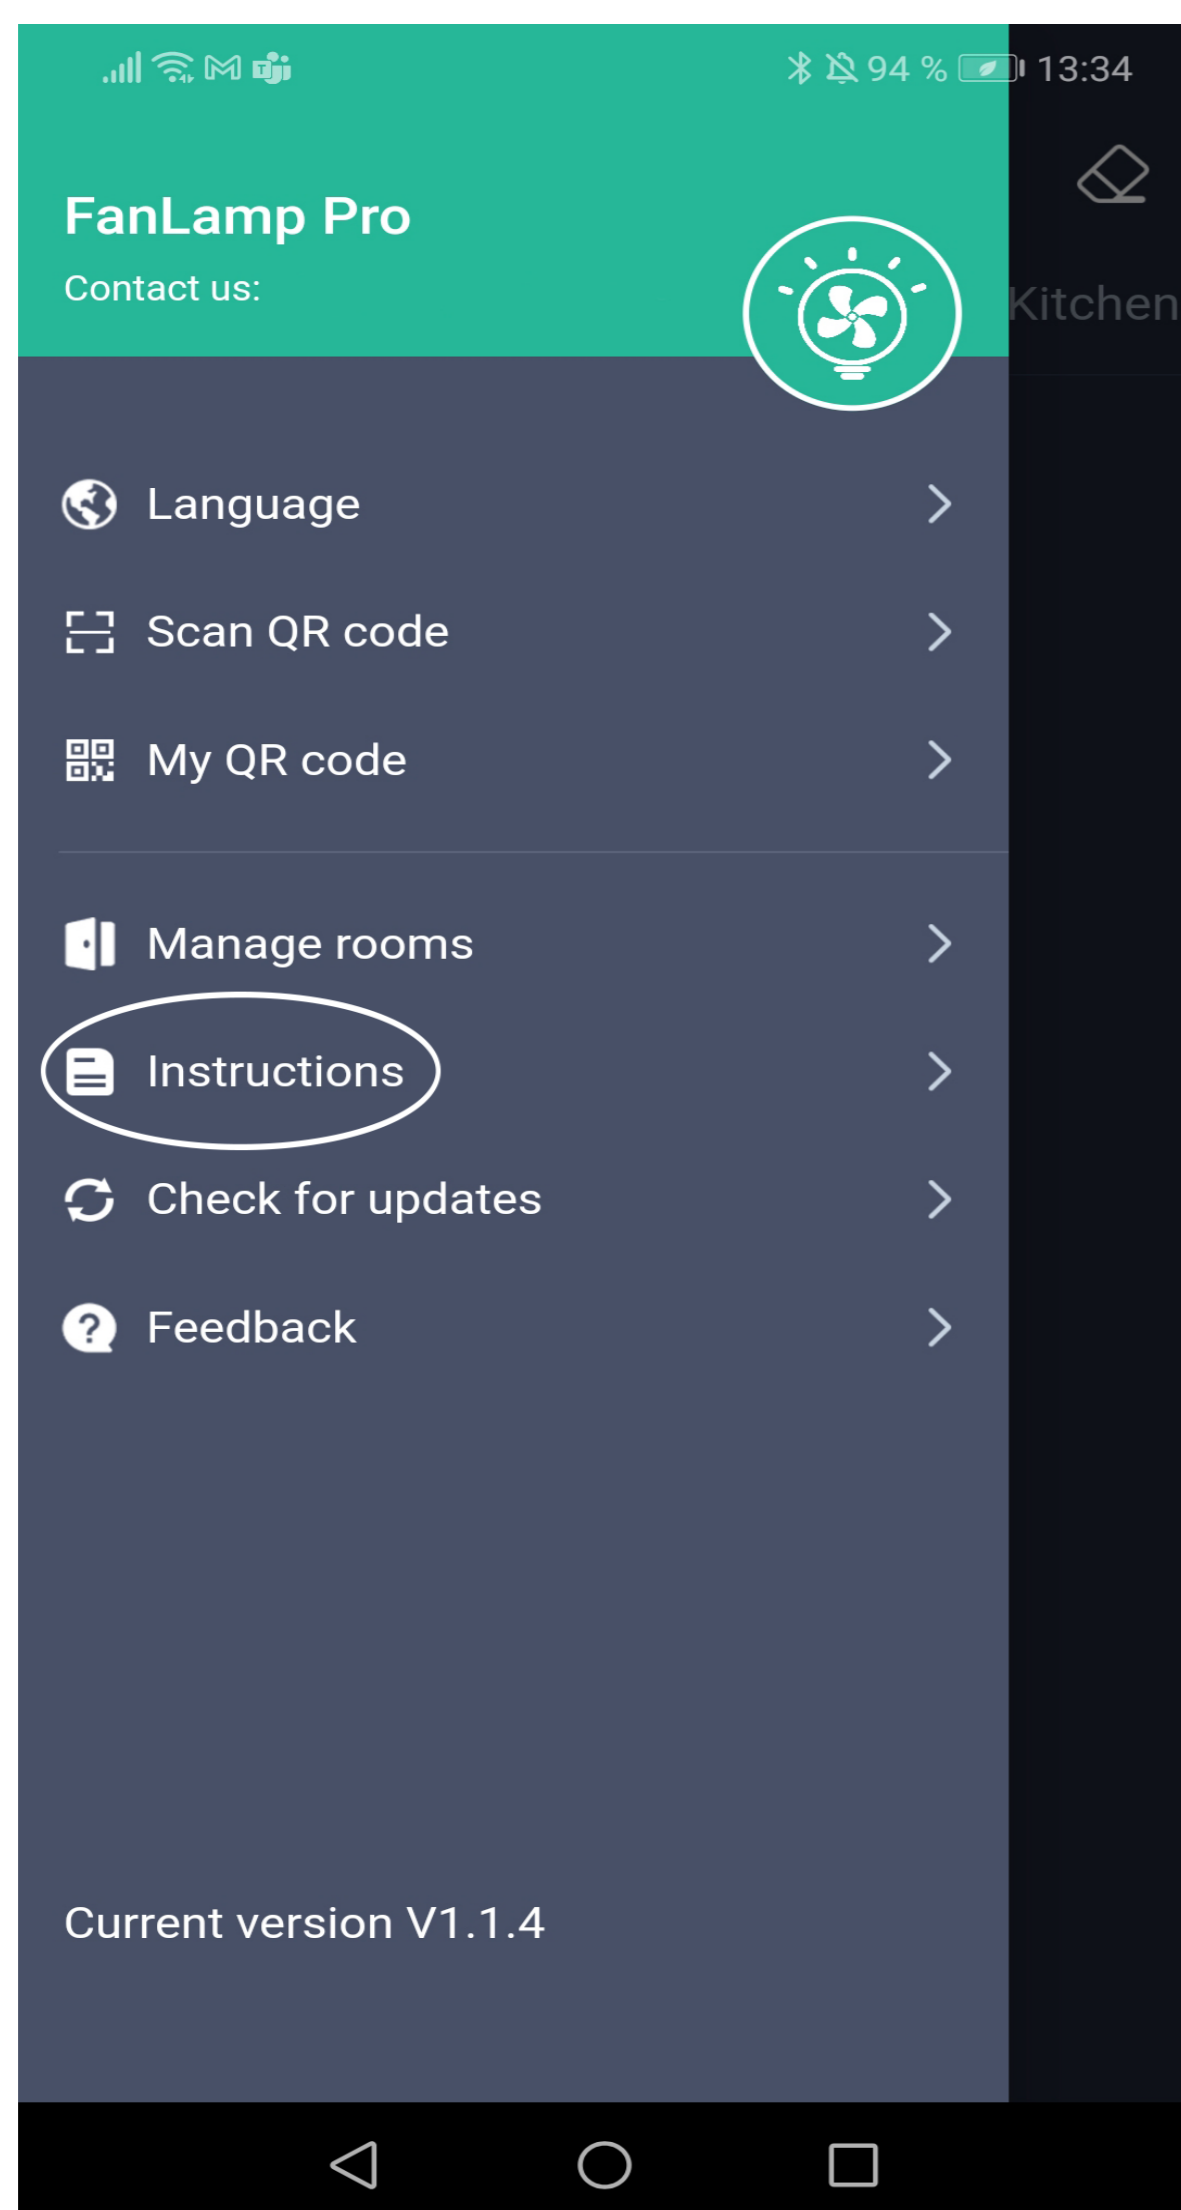 94 % 13:34
FanLamp Pro
Contact us:
Kitchen
Language
Scan QR code
My QR code
Manage rooms
Instructions
Check for updates
Feedback
Current version V1.1.4